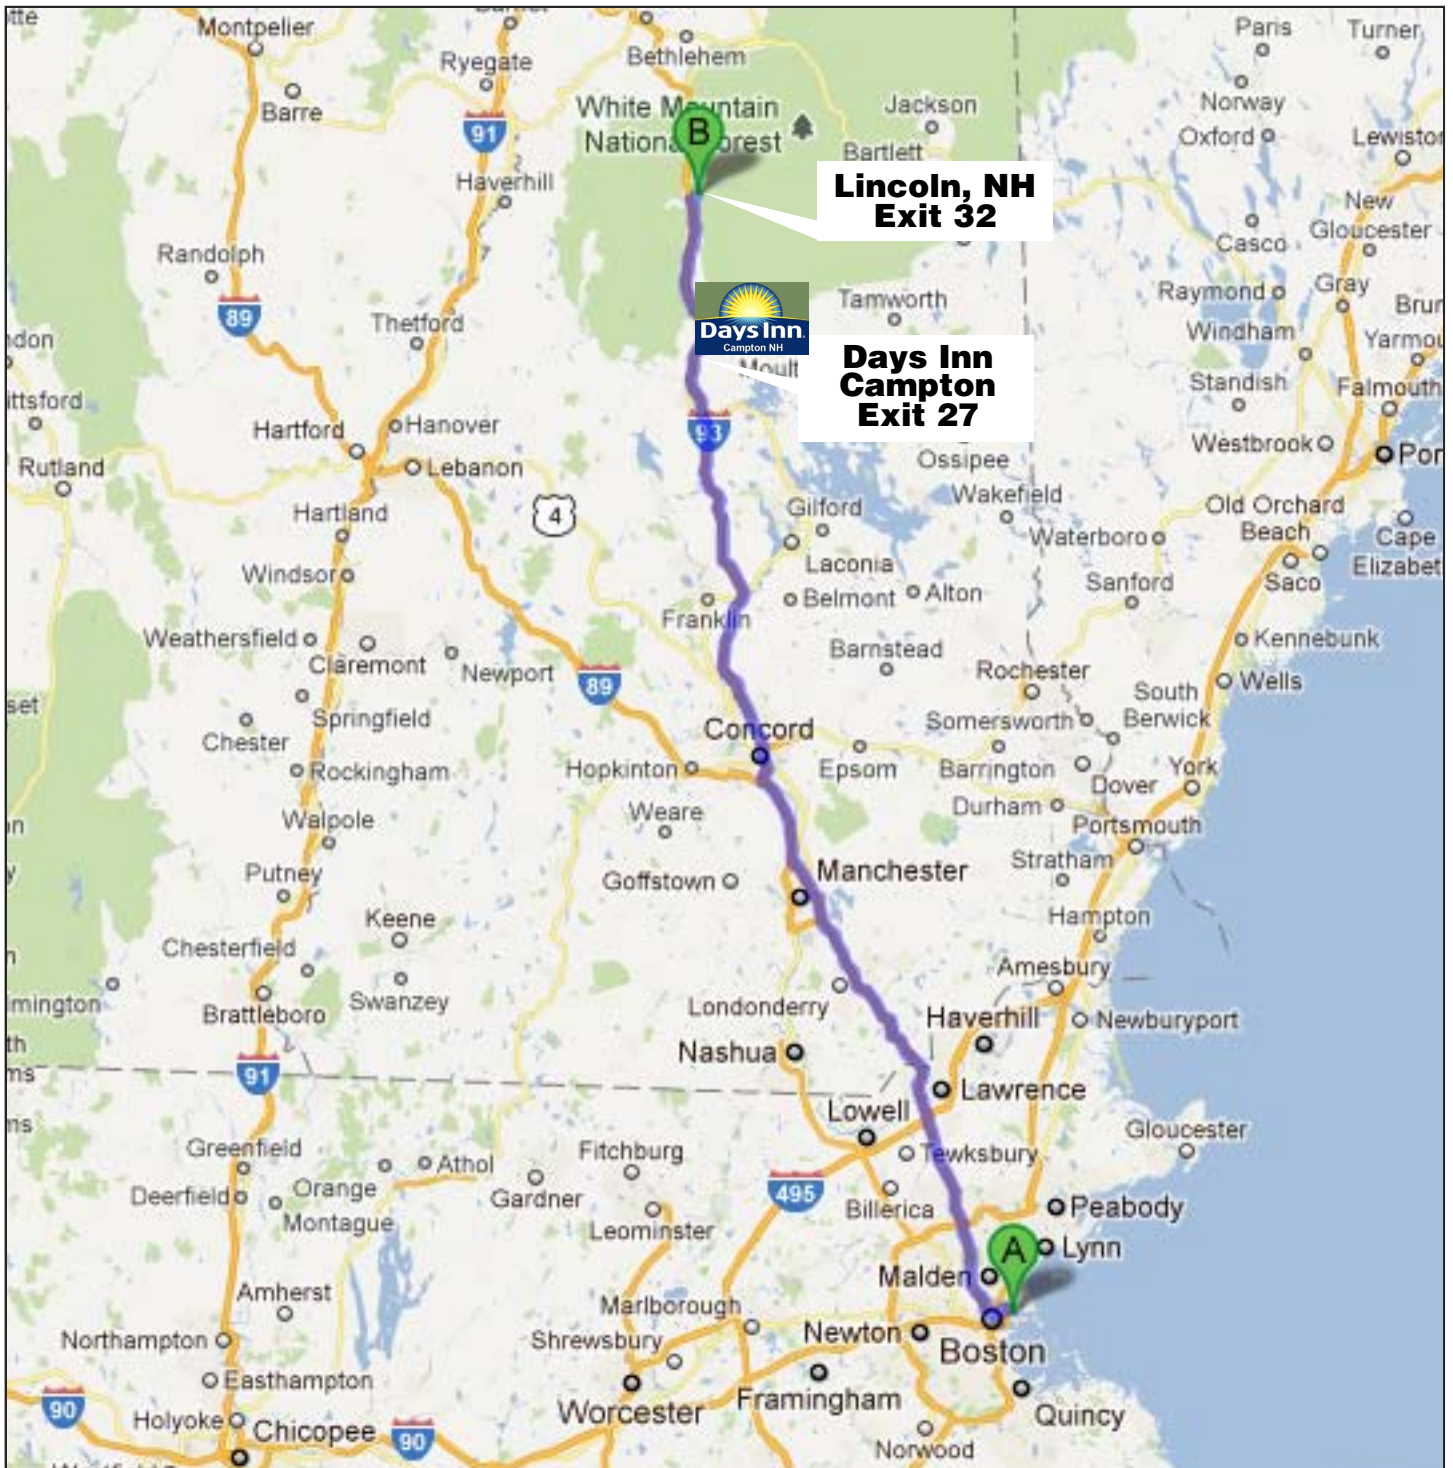 Montpelier
Barre
Ryegate
Bethlehem
Paris
Turner
Norway
Oxford
Lewiston
White Mountain
National Forest
B
Jackson
Bartlett
91
Haverhill
Lincoln, NH
Exit 32
New
Gloucester
Casco
Randolph
Raymond
Gray
89
Thetford
Days Inn
Campton NH
Tamworth
Windham
Days Inn
Campton
Exit 27
Moult
Standish
Falmouth
93
Hartford
Hanover
Westbrook
Por
Rutland
Lebanon
Ossipee
Hartland
4
Gilford
Wakefield
Old Orchard
Beach
Waterboro
Cape
Elizabet
Laconia
Windsor
Sanford
Saco
Franklin
Belmont
Alton
Weathersfield
Claremont
Newport
Barnstead
Kennebunk
Rochester
89
Wells
South
Berwick
Springfield
Chester
Concord
Somersworth
Rockingham
Hopkinton
Epsom
Barrington
Dover
York
Weare
Durham
Walpole
Portsmouth
Putney
Goffstown
Manchester
Stratham
Keene
Hampton
Chesterfield
Amesbury
mington
Brattleboro
Swanzey
Londonderry
Haverhill
Newburyport
Nashua
91
Lawrence
Lowell
Gloucester
Greenfield
Athol
Fitchburg
Tewksbury
Deerfield
Orange
Gardner
495
Montague
Leominster
Billerica
Peabody
A
Lynn
Malden
Amherst
Marlborough
Northampton
Shrewsbury
Newton
Boston
Easthampton
90
Holyoke
Chicopee
90
Worcester
Framingham
Quincy
Norwood